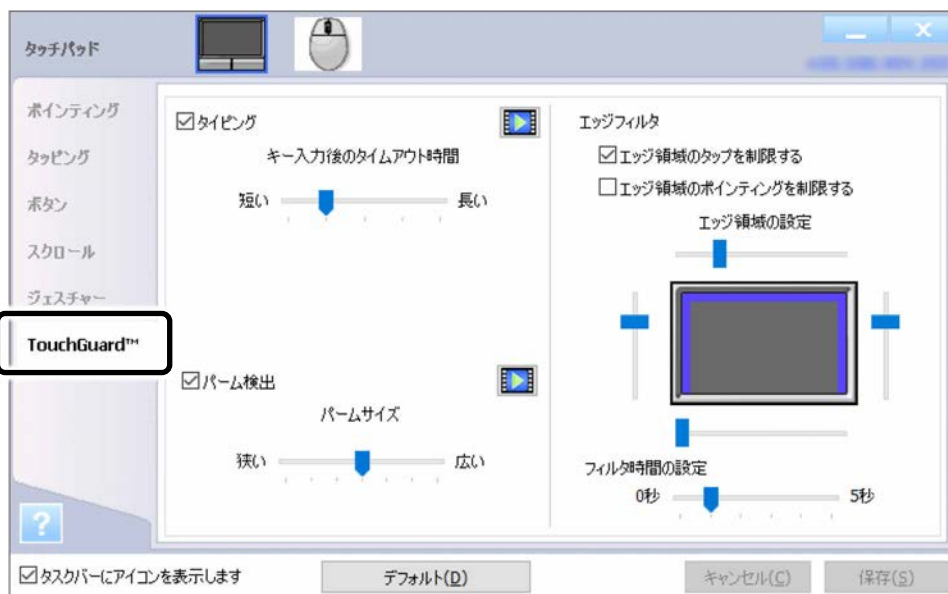 タッチパッド
ポインティング
タッピング
ボタン
スクロール
ジェスチャー
TouchGuard™
☑タイピング
キー入力後のタイムアウト時間
短い 長い
☑パーム検出
パームサイズ
狭い 広い
エッジフィルタ
☑エッジ領域のタップを制限する
☐エッジ領域のポインティングを制限する
エッジ領域の設定
フィルタ時間の設定
0秒 5秒
?
☑タスクバーにアイコンを表示します
デフォルト(D)
キャンセル(C)
保存(S)